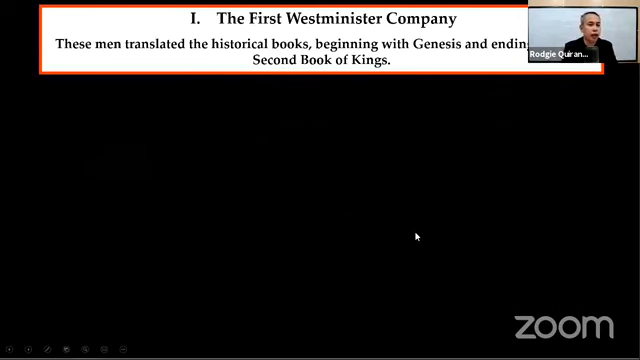 I. The First Westminister Company
These men translated the historical books, beginning with Genesis and ending
Second Book of Kings.
Rodgie Quiran...
zoom